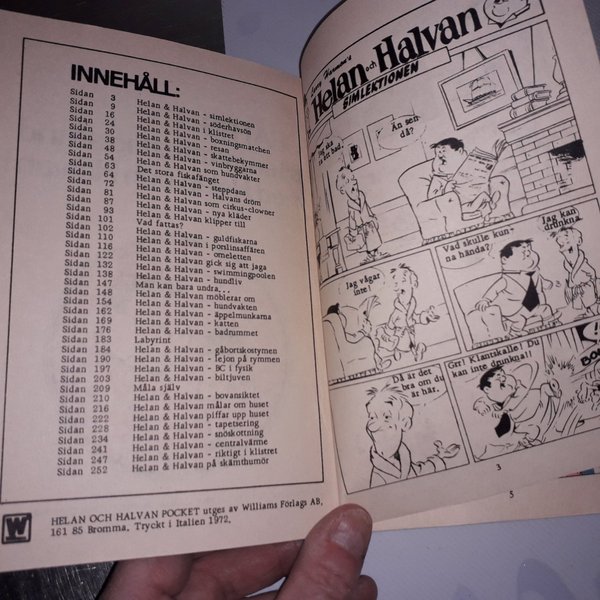 INNEHÅLL:
Sidan 3 Helan & Halvan - simlektionen
Sidan 9 Helan & Halvan - söderhavsön
Sidan 16 Helan & Halvan i klistret
Sidan 24 Helan & Halvan - boxningsmatchen
Sidan 30 Helan & Halvan - resan
Sidan 38 Helan & Halvan - skattebekymmer
Sidan 48 Helan & Halvan - vinbryggarna
Sidan 54 Helan & Halvan som hundvakter
Sidan 63 Det stora fiskafänget
Sidan 64 Helan & Halvan - steppdans
Sidan 72 Helan & Halvan - Halvans dröm
Sidan 81 Helan & Halvan som cirkus-clowner
Sidan 87 Helan & Halvan - nya kläder
Sidan 93 Helan & Halvan klipper till
Sidan 101 Vad fattas?
Sidan 102 Helan & Halvan - guldfiskarna
Sidan 110 Helan & Halvan i porslinsaffären
Sidan 116 Helan & Halvan - omeletten
Sidan 122 Helan & Halvan gick sig att jaga
Sidan 132 Helan & Halvan - swimmingpoolen
Sidan 138 Helan & Halvan - hundliv
Sidan 147 Man kan bara undra...
Sidan 148 Helan & Halvan möblerar om
Sidan 154 Helan & Halvan - hundvakten
Sidan 162 Helan & Halvan - äppelmunkarna
Sidan 169 Helan & Halvan - katten
Sidan 176 Helan & Halvan - badrummet
Sidan 183 Labyrint
Sidan 184 Helan & Halvan - gåbortskostymen
Sidan 190 Helan & Halvan - lejon på rymmen
Sidan 197 Helan & Halvan - BC i fysik
Sidan 203 Helan & Halvan - biltjuven
Sidan 209 Måla själv
Sidan 210 Helan & Halvan - bovansiktet
Sidan 216 Helan & Halvan målar om huset
Sidan 222 Helan & Halvan piffar upp huset
Sidan 228 Helan & Halvan - tapetsering
Sidan 234 Helan & Halvan - snöskottning
Sidan 241 Helan & Halvan - centralvärme
Sidan 247 Helan & Halvan - riktigt i klistret
Sidan 252 Helan & Halvan på skämthumör
W
HELAN OCH HALVAN POCKET utges av Williams Förlags AB,
161 85 Bromma. Tryckt i Italien 1972.
Larry Harmon's
Helan och Halvan
SIMLEKTIONEN
Jag ska
ta ett bad.
Än sen
då?
Vad skulle kun-
na hända?
Jag kan
drunkna.
Jag vågar
inte!
Då är det
bra om du
är här.
Grr! Klantskalle! Du
kan inte drunkna!!
3
5